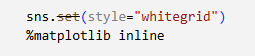 sns.set(style="whitegrid")
%matplotlib inline